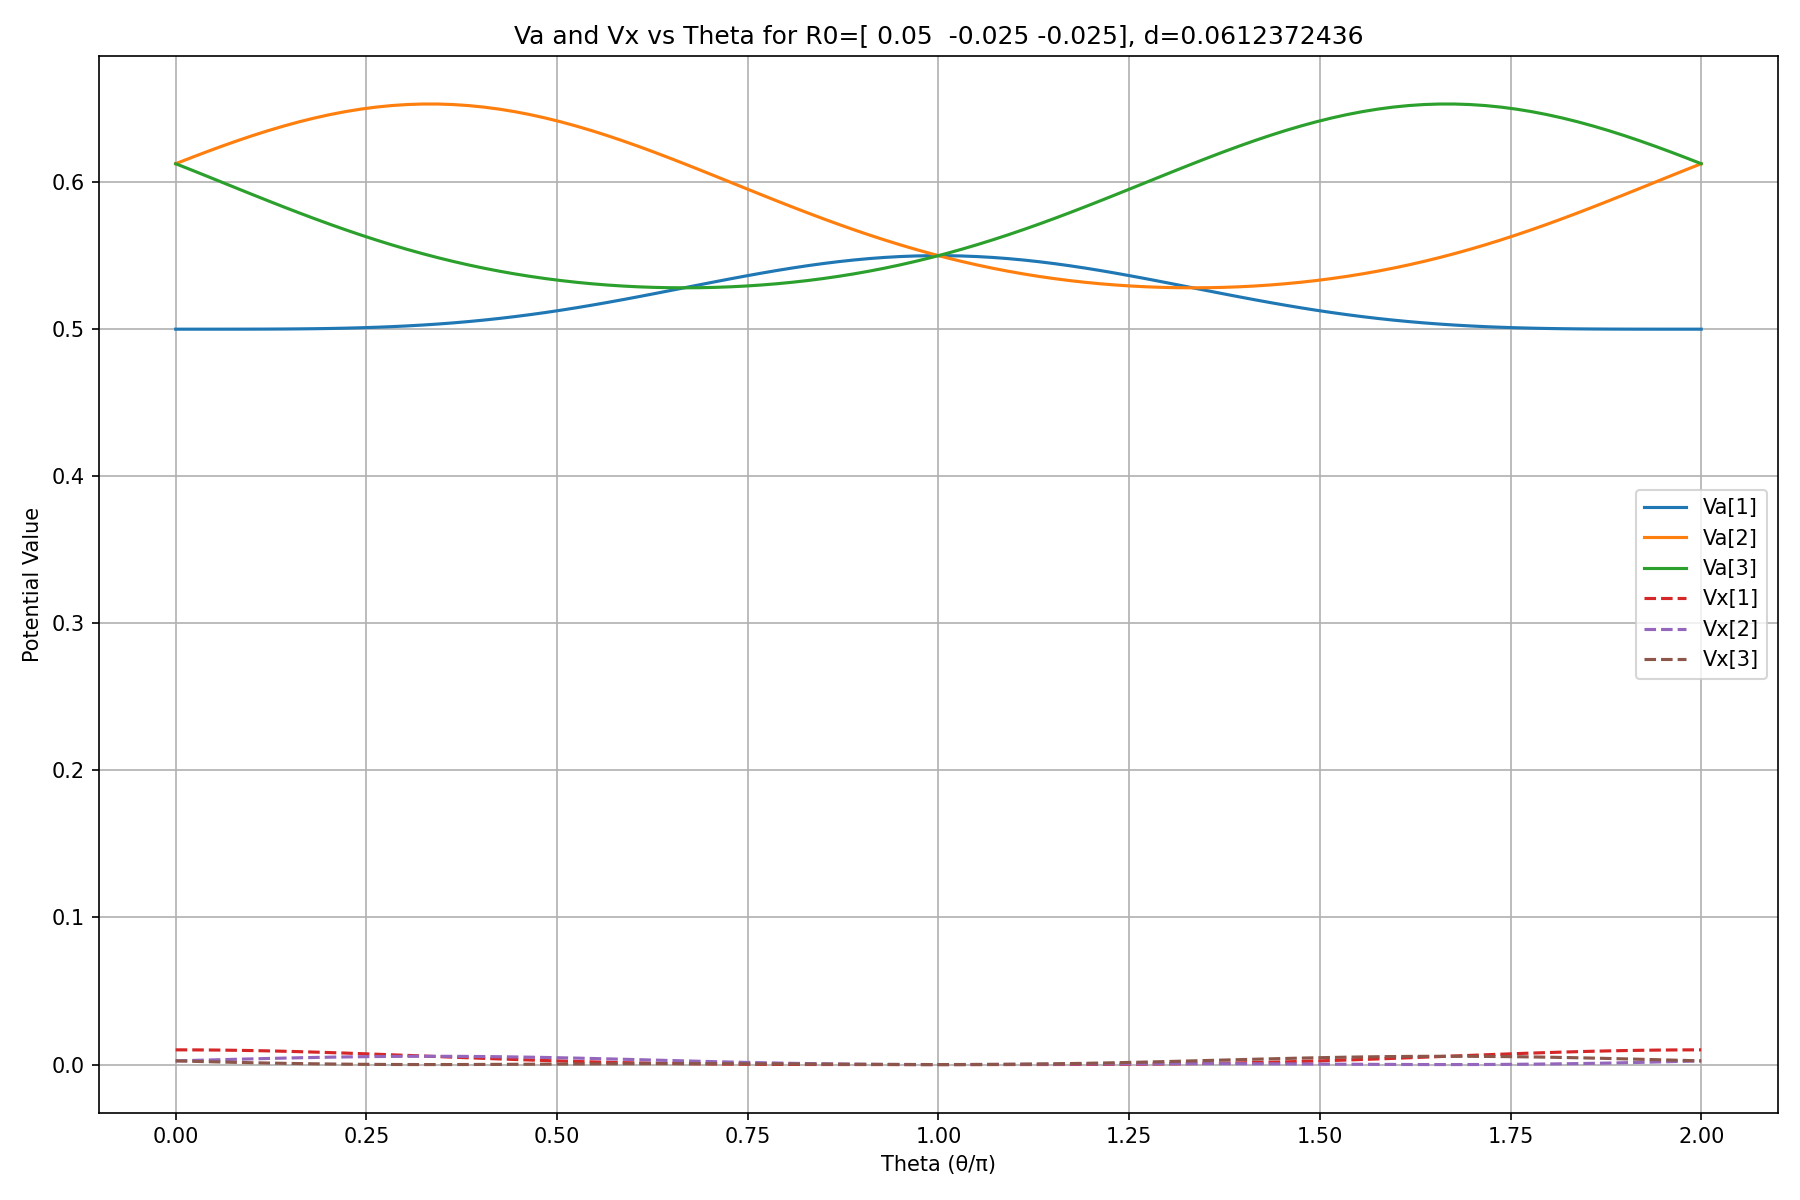 Va and Vx vs Theta for R0=[ 0.05  -0.025 -0.025], d=0.0612372436
Potential Value
0.6
0.5
0.4
0.3
0.2
0.1
0.0
Va[1]
Va[2]
Va[3]
Vx[1]
Vx[2]
Vx[3]
0.00 0.25 0.50 0.75 1.00 1.25 1.50 1.75 2.00
Theta (θ/π)